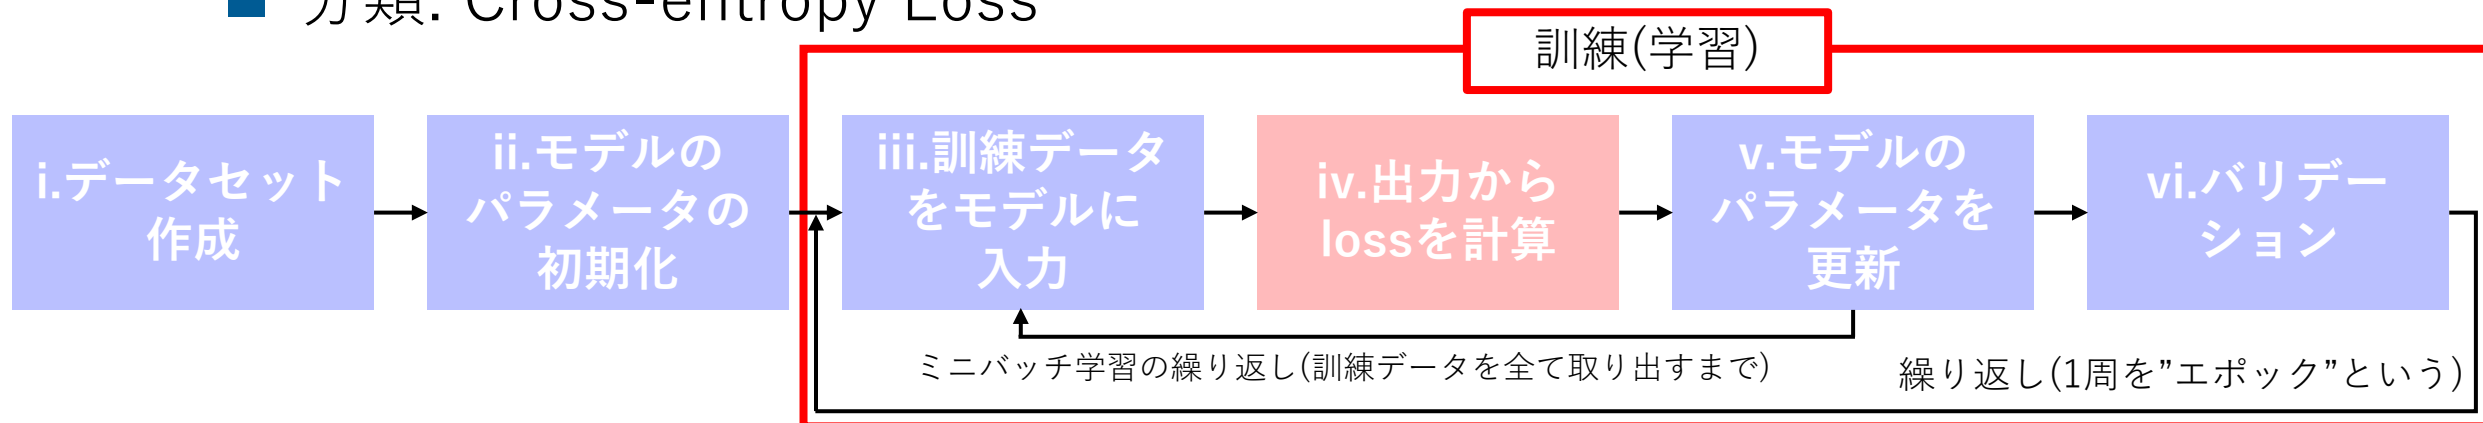 分類: Cross-entropy Loss
訓練(学習)
i.データセット
作成
ii.モデルの
パラメータの
初期化
iii.訓練データ
をモデルに
入力
iv.出力から
lossを計算
v.モデルの
パラメータを
更新
vi.バリデー
ション
ミニバッチ学習の繰り返し(訓練データを全て取り出すまで)
繰り返し(1周を”エポック”という)